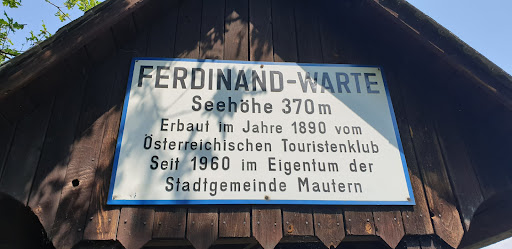 FERDINAND-WARTE
Seehöhe 370m
Erbaut im Jahre 1890 vom
Österreichischen Touristenklub
Seit 1960 im Eigentum der
Stadtgemeinde Mautern